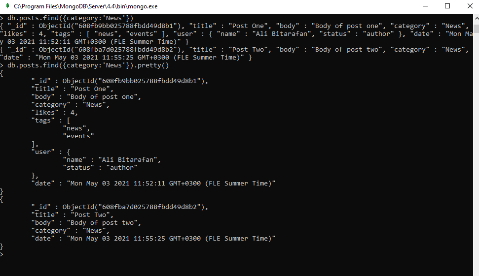 C:\Program Files\MongoDB\Server\4.4\bin\mongo.exe
> db.posts.find({category:'News'})
{ "_id" : ObjectId("608fb9bb025780fbdd49d8b1"), "title" : "Post One", "body" : "Body of post one", "category" : "News",
"likes" : 4, "tags" : [ "news", "events" ], "user" : { "name" : "Ali Bitarafan", "status" : "author" }, "date" : "Mon Ma
y 03 2021 11:52:11 GMT+0300 (FLE Summer Time)" }
{ "_id" : ObjectId("608fba7d025780fbdd49d8b2"), "title" : "Post Two", "body" : "Body of post two", "category" : "News",
"date" : "Mon May 03 2021 11:55:25 GMT+0300 (FLE Summer Time)" }
> db.posts.find({category:'News'}).pretty()
{
"_id" : ObjectId("608fb9bb025780fbdd49d8b1"),
"title" : "Post One",
"body" : "Body of post one",
"category" : "News",
"likes" : 4,
"tags" : [
"news",
"events"
],
"user" : {
"name" : "Ali Bitarafan",
"status" : "author"
},
"date" : "Mon May 03 2021 11:52:11 GMT+0300 (FLE Summer Time)"
}
{
"_id" : ObjectId("608fba7d025780fbdd49d8b2"),
"title" : "Post Two",
"body" : "Body of post two",
"category" : "News",
"date" : "Mon May 03 2021 11:55:25 GMT+0300 (FLE Summer Time)"
}
>